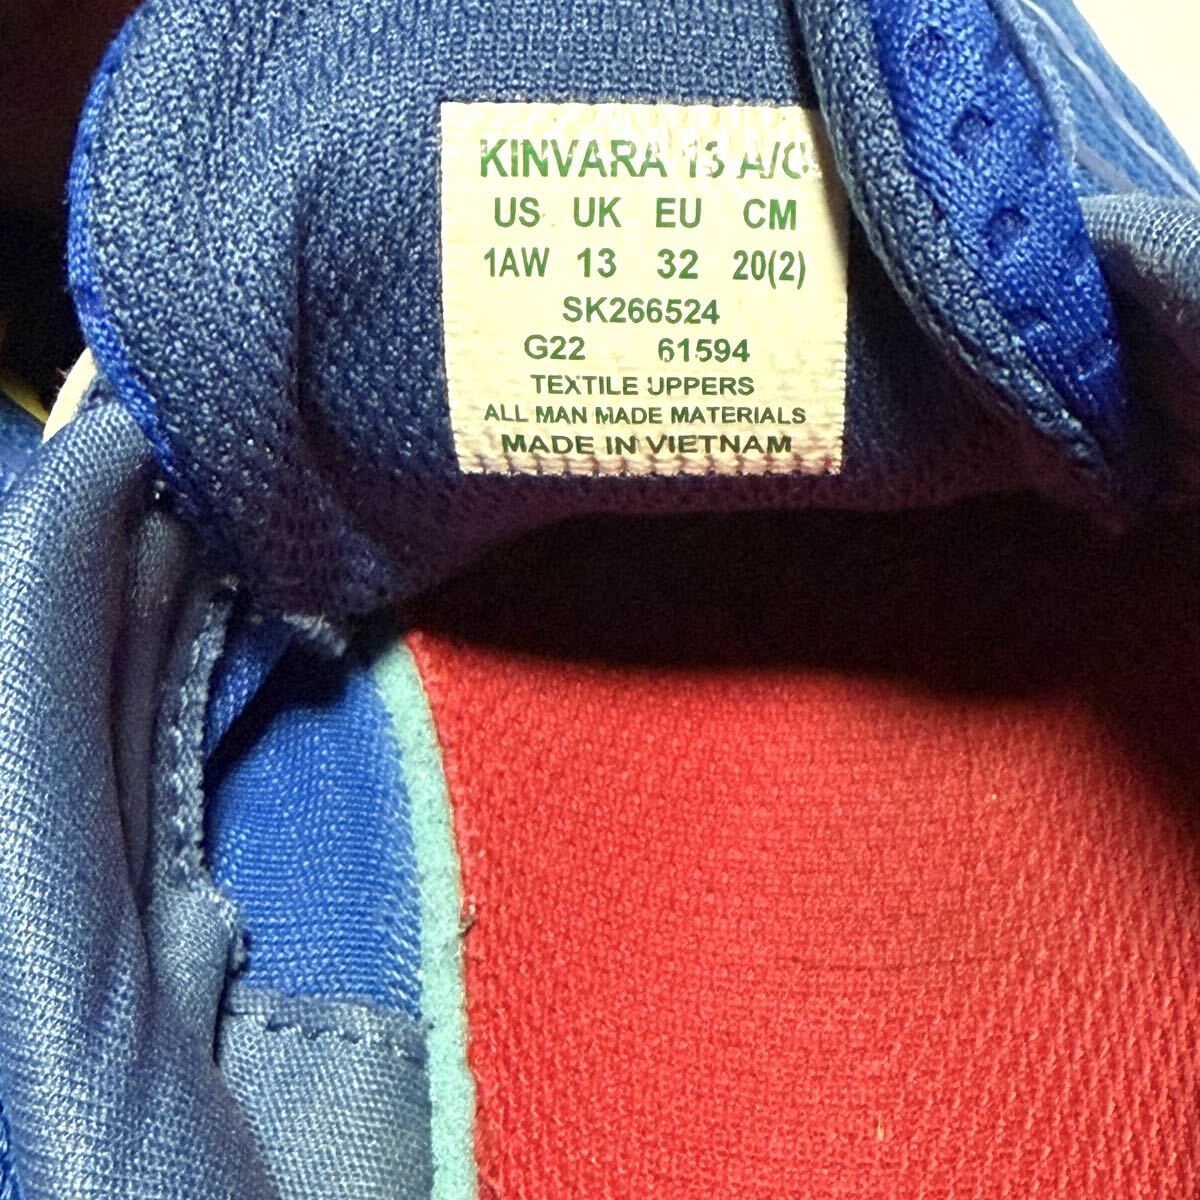 KINVARA 13 A/C
US UK EU CM
1AW 13 32 20(2)
SK266524
G22 61594
TEXTILE UPPERS
ALL MAN MADE MATERIALS
MADE IN VIETNAM